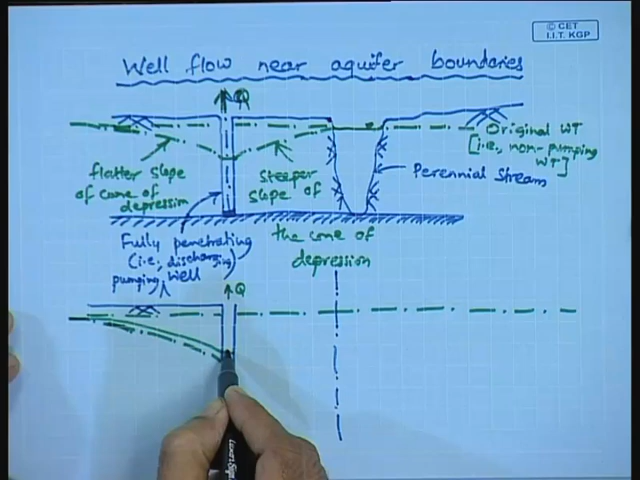 © CET
I.I.T. KGP
Well flow near aquifer boundaries
Q
flatter slope
of cone of
depression
steeper
slope of
the cone of
depression
Original WT
[i.e., non-pumping
WT]
Perennial Stream
Fully penetrating
(i.e., discharging)
pumping well
Q